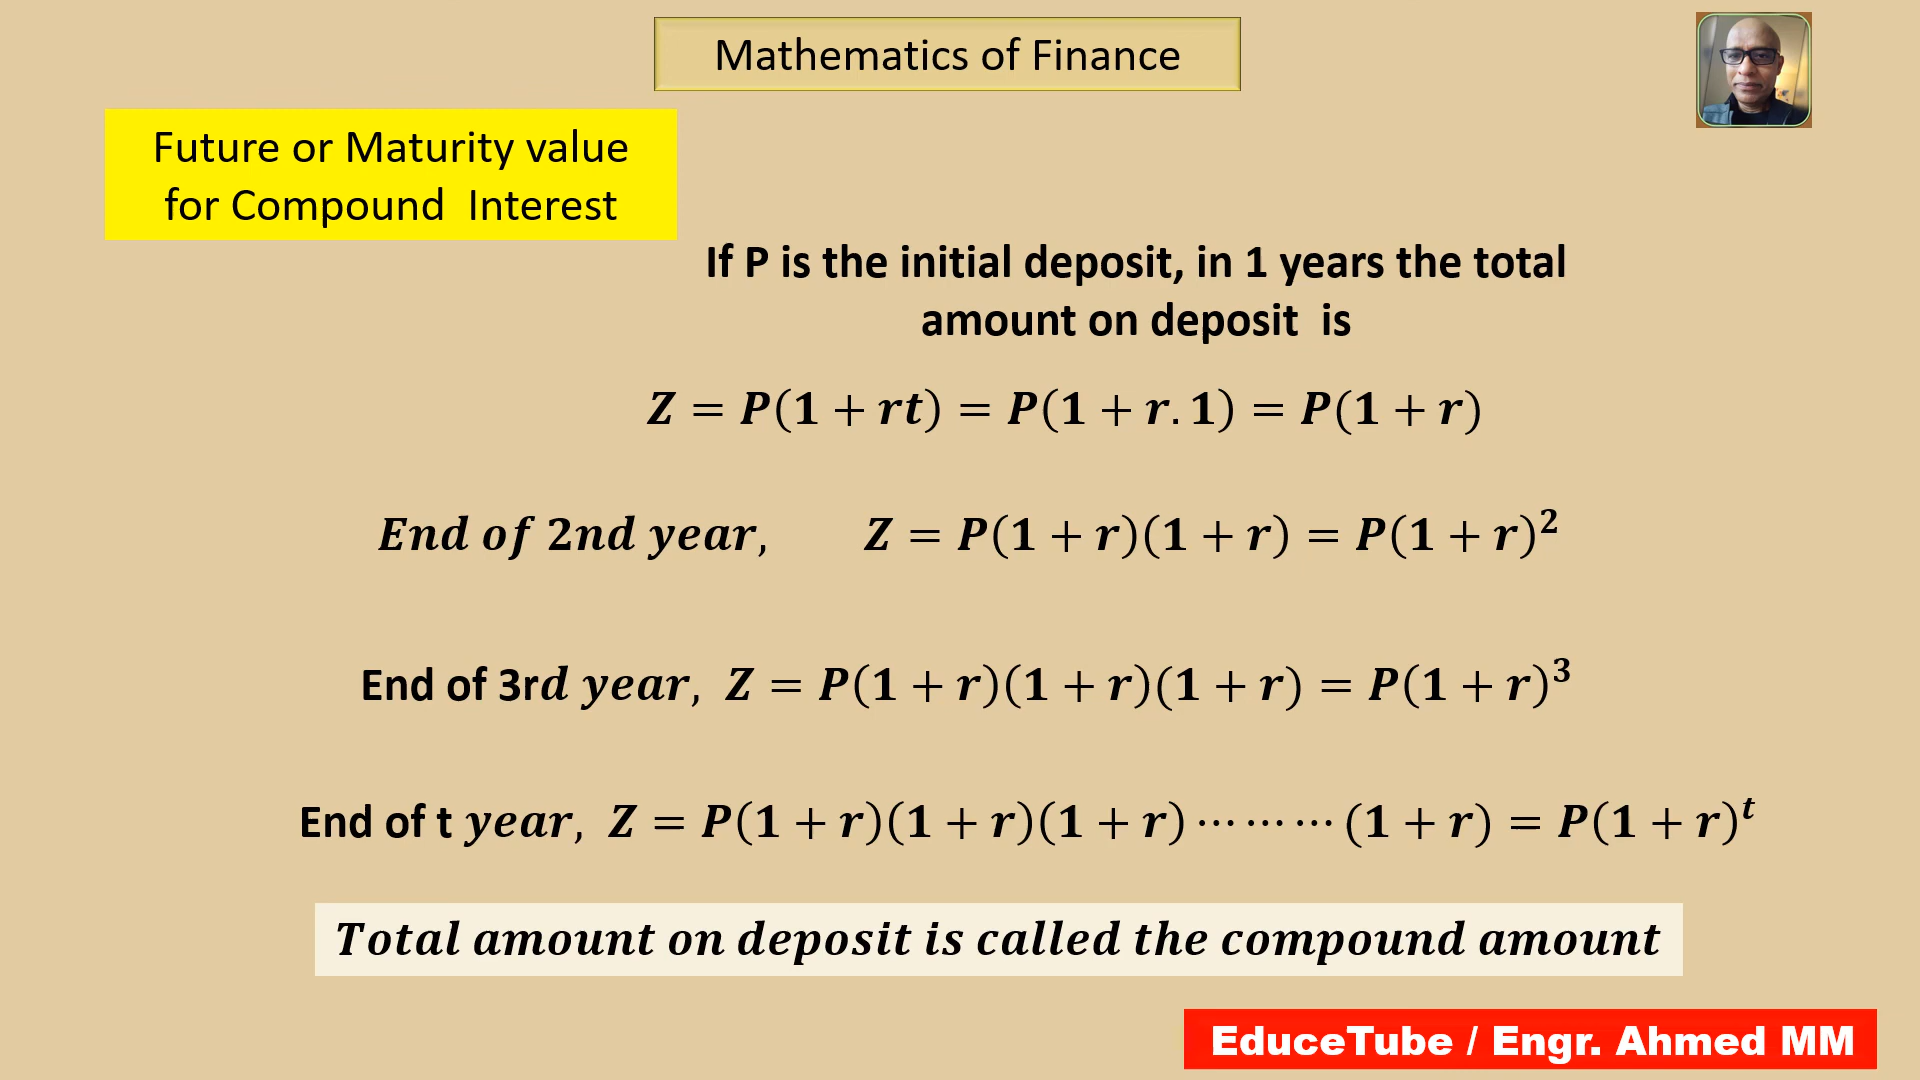 Mathematics of Finance
Future or Maturity value
for Compound Interest
If P is the initial deposit, in 1 years the total
amount on deposit is
Z = P(1 + rt) = P(1 + r.1) = P(1 + r)
End of 2nd year, Z = P(1 + r)(1 + r) = P(1 + r)²
End of 3rd year, Z = P(1 + r)(1 + r)(1 + r) = P(1 + r)³
End of t year, Z = P(1 + r)(1 + r)(1 + r) ⋯⋯⋯ (1 + r) = P(1 + r)ᵗ
Total amount on deposit is called the compound amount
EduceTube / Engr. Ahmed MM